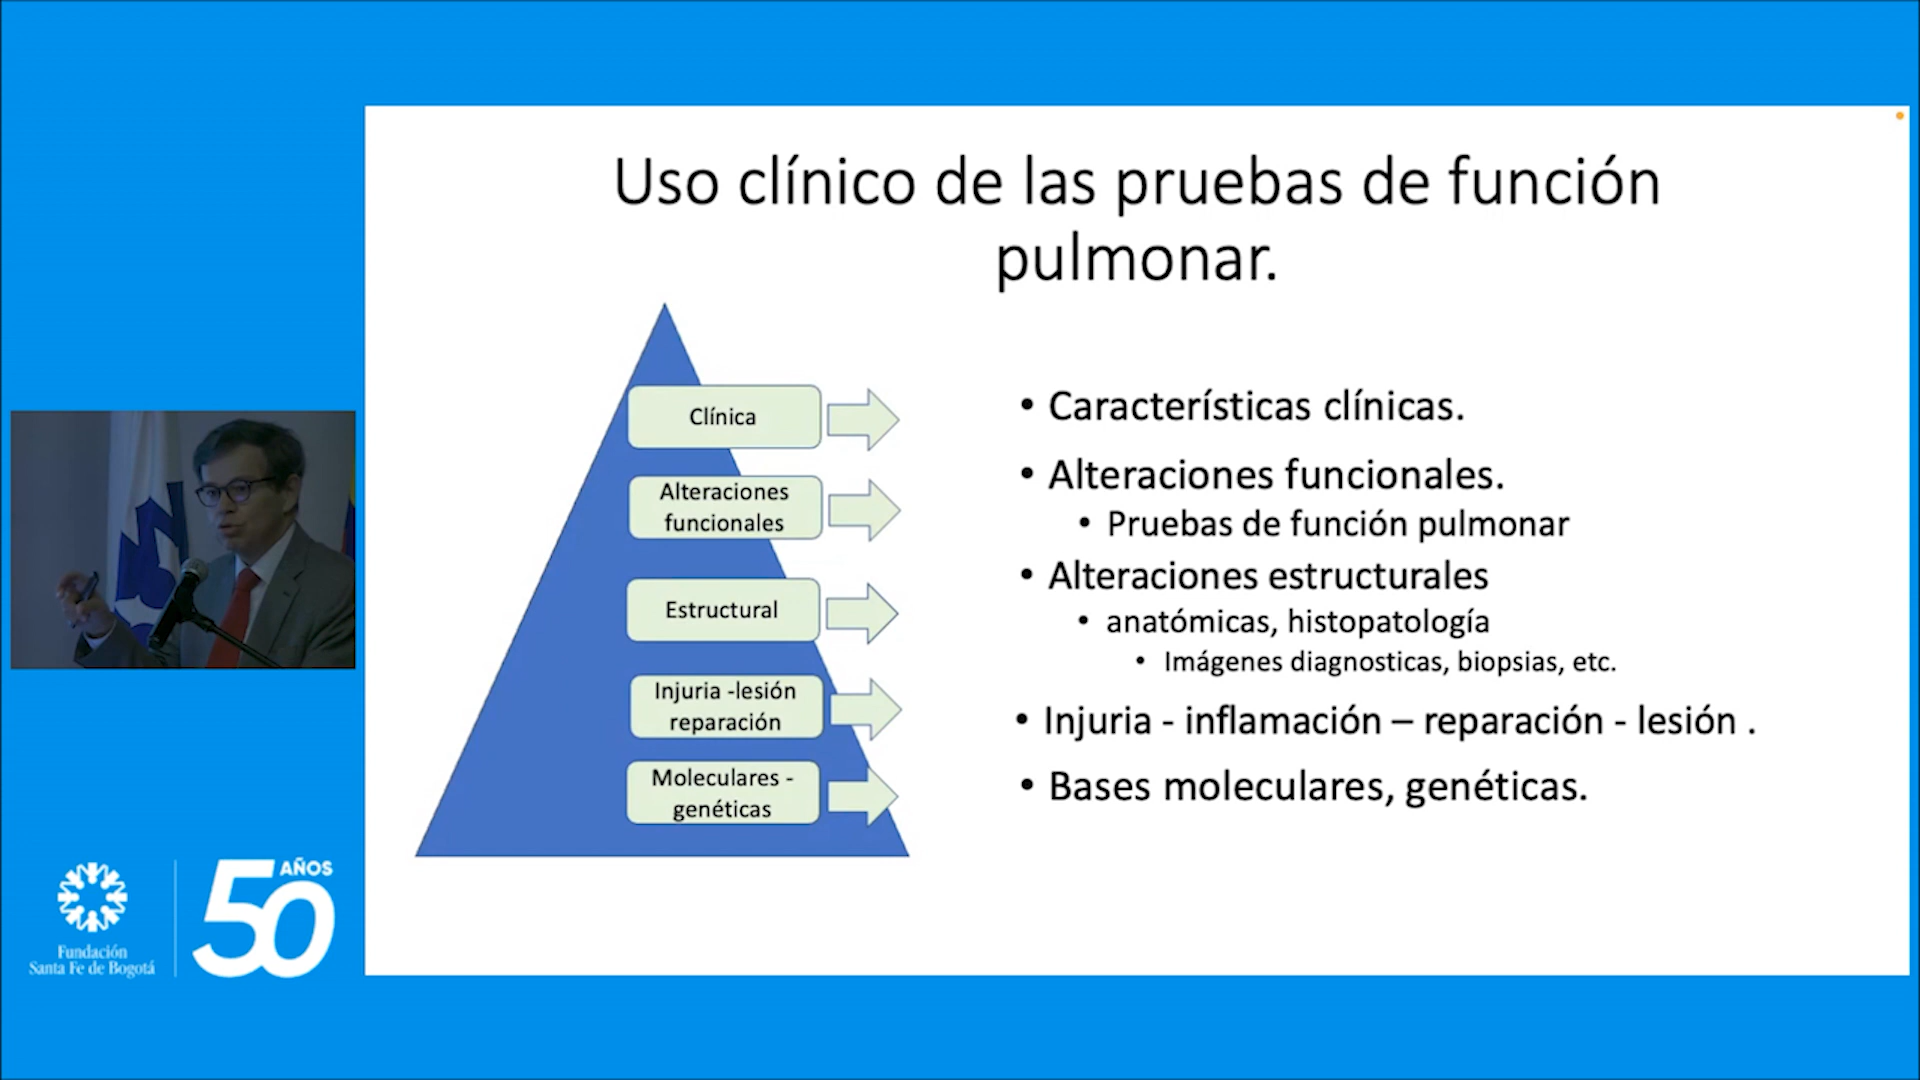 Uso clínico de las pruebas de función
pulmonar.
Clínica
Alteraciones
funcionales
Estructural
Injuria -lesión
reparación
Moleculares -
genéticas
• Características clínicas.
• Alteraciones funcionales.
• Pruebas de función pulmonar
• Alteraciones estructurales
• anatómicas, histopatología
• Imágenes diagnosticas, biopsias, etc.
• Injuria - inflamación – reparación - lesión .
• Bases moleculares, genéticas.
Fundación
Santa Fe de Bogotá
50 AÑOS